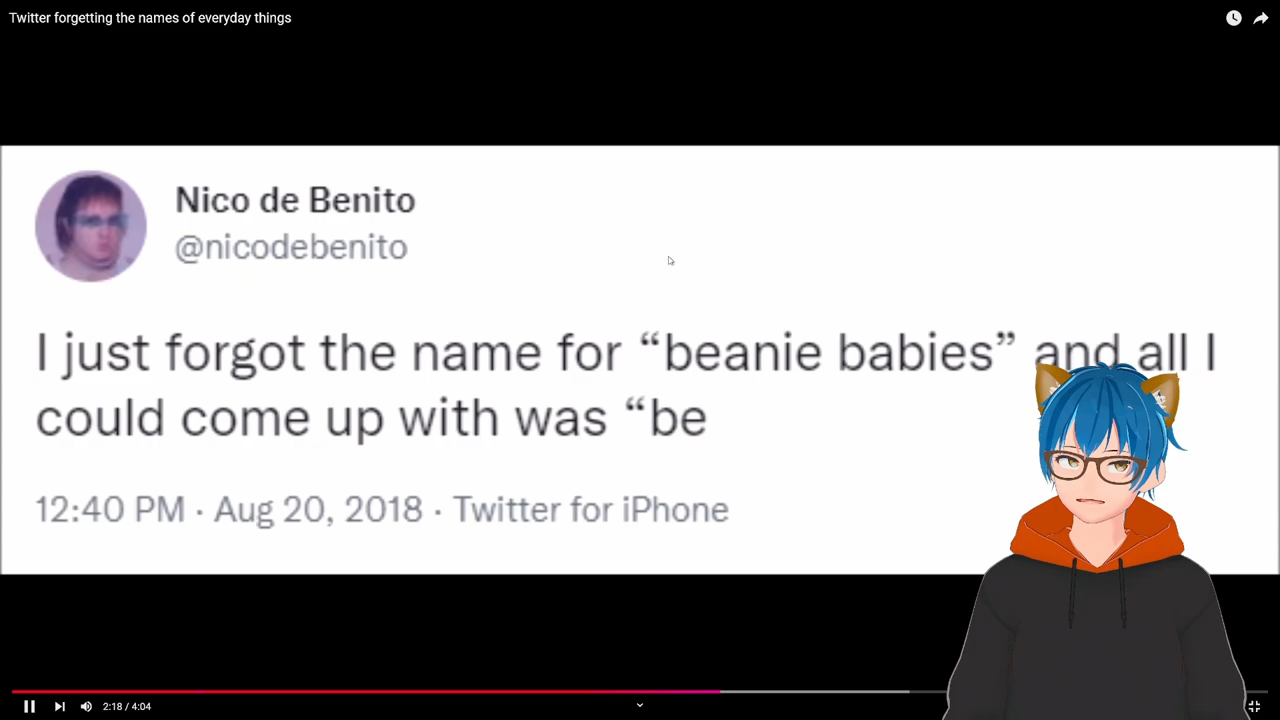 Twitter forgetting the names of everyday things
Nico de Benito
@nicodebenito
I just forgot the name for “beanie babies” and all I
could come up with was “be
12:40 PM · Aug 20, 2018 · Twitter for iPhone
2:18 / 4:04